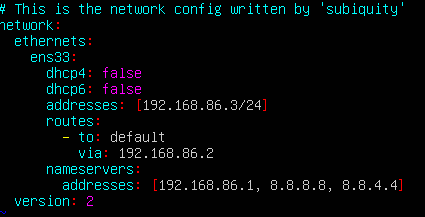 # This is the network config written by 'subiquity'
network:
  ethernets:
    ens33:
      dhcp4: false
      dhcp6: false
      addresses: [192.168.86.3/24]
      routes:
        - to: default
          via: 192.168.86.2
      nameservers:
        addresses: [192.168.86.1, 8.8.8.8, 8.8.4.4]
  version: 2
~